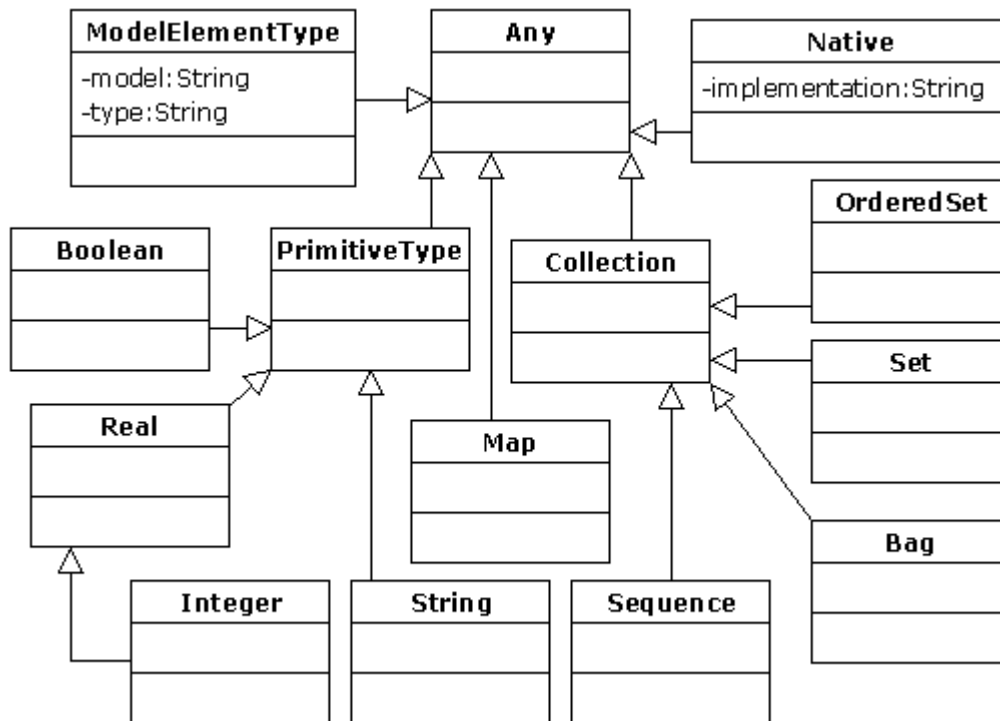 ModelElementType
-model:String
-type:String
Any
Native
-implementation:String
OrderedSet
Boolean
PrimitiveType
Collection
Set
Real
Map
Bag
Integer
String
Sequence